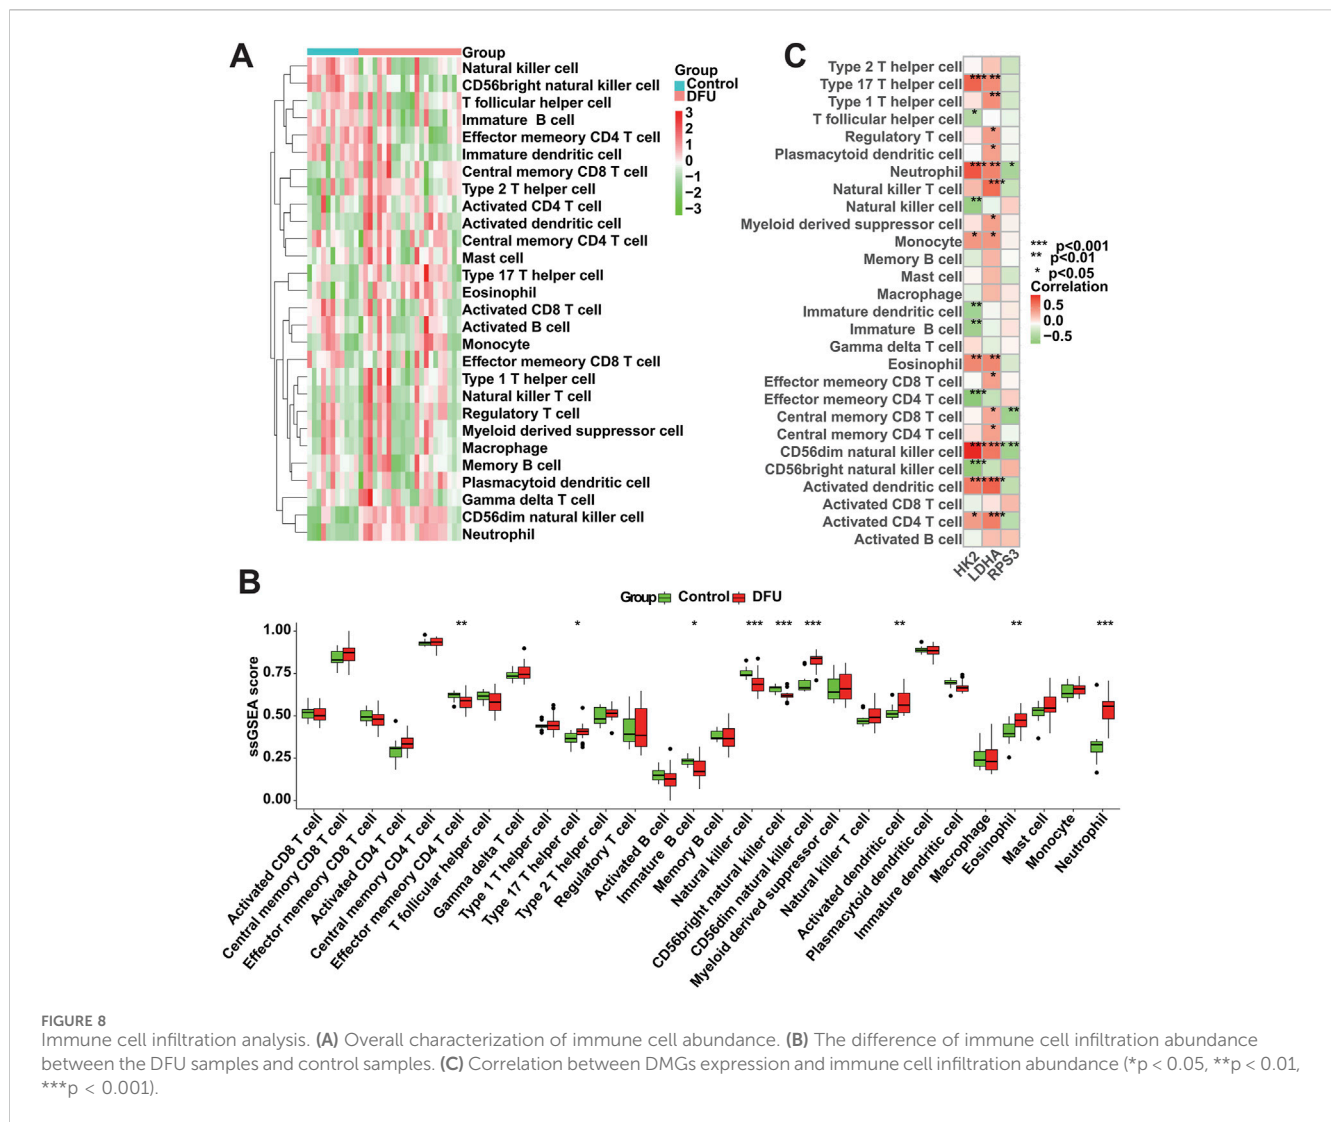 A
Group
Natural killer cell
CD56bright natural killer cell
T follicular helper cell
Immature B cell
Effector memeory CD4 T cell
Immature dendritic cell
Central memory CD8 T cell
Type 2 T helper cell
Activated CD4 T cell
Activated dendritic cell
Central memory CD4 T cell
Mast cell
Type 17 T helper cell
Eosinophil
Activated CD8 T cell
Activated B cell
Monocyte
Effector memeory CD8 T cell
Type 1 T helper cell
Natural killer T cell
Regulatory T cell
Myeloid derived suppressor cell
Macrophage
Memory B cell
Plasmacytoid dendritic cell
Gamma delta T cell
CD56dim natural killer cell
Neutrophil
Group
Control
DFU
3
2
1
0
−1
−2
−3
C
Type 2 T helper cell
Type 17 T helper cell *** **
Type 1 T helper cell **
T follicular helper cell *
Regulatory T cell *
Plasmacytoid dendritic cell *
Neutrophil *** ** *
Natural killer T cell ***
Natural killer cell **
Myeloid derived suppressor cell *
Monocyte * *
Memory B cell
Mast cell
Macrophage
Immature dendritic cell **
Immature B cell **
Gamma delta T cell
Eosinophil ** **
Effector memeory CD8 T cell *
Effector memeory CD4 T cell ***
Central memory CD8 T cell * **
Central memory CD4 T cell *
CD56dim natural killer cell *** *** **
CD56bright natural killer cell ***
Activated dendritic cell *** ***
Activated CD8 T cell
Activated CD4 T cell * ***
Activated B cell
HK2 LDHA RPS3
*** p<0.001
** p<0.01
* p<0.05
Correlation
0.5
0.0
−0.5
B
Group Control DFU
** * * *** *** *** ** ** ***
ssGSEA score
1.00
0.75
0.50
0.25
0.00
Activated CD8 T cell
Central memory CD8 T cell
Effector memeory CD8 T cell
Activated CD4 T cell
Central memory CD4 T cell
Effector memeory CD4 T cell
T follicular helper cell
Gamma delta T cell
Type 1 T helper cell
Type 17 T helper cell
Type 2 T helper cell
Regulatory T cell
Activated B cell
Immature B cell
Memory B cell
Natural killer cell
CD56bright natural killer cell
CD56dim natural killer cell
Myeloid derived suppressor cell
Natural killer T cell
Activated dendritic cell
Plasmacytoid dendritic cell
Immature dendritic cell
Macrophage
Eosinophil
Mast cell
Monocyte
Neutrophil
FIGURE 8
Immune cell infiltration analysis. (A) Overall characterization of immune cell abundance. (B) The difference of immune cell infiltration abundance
between the DFU samples and control samples. (C) Correlation between DMGs expression and immune cell infiltration abundance (*p < 0.05, **p < 0.01,
***p < 0.001).